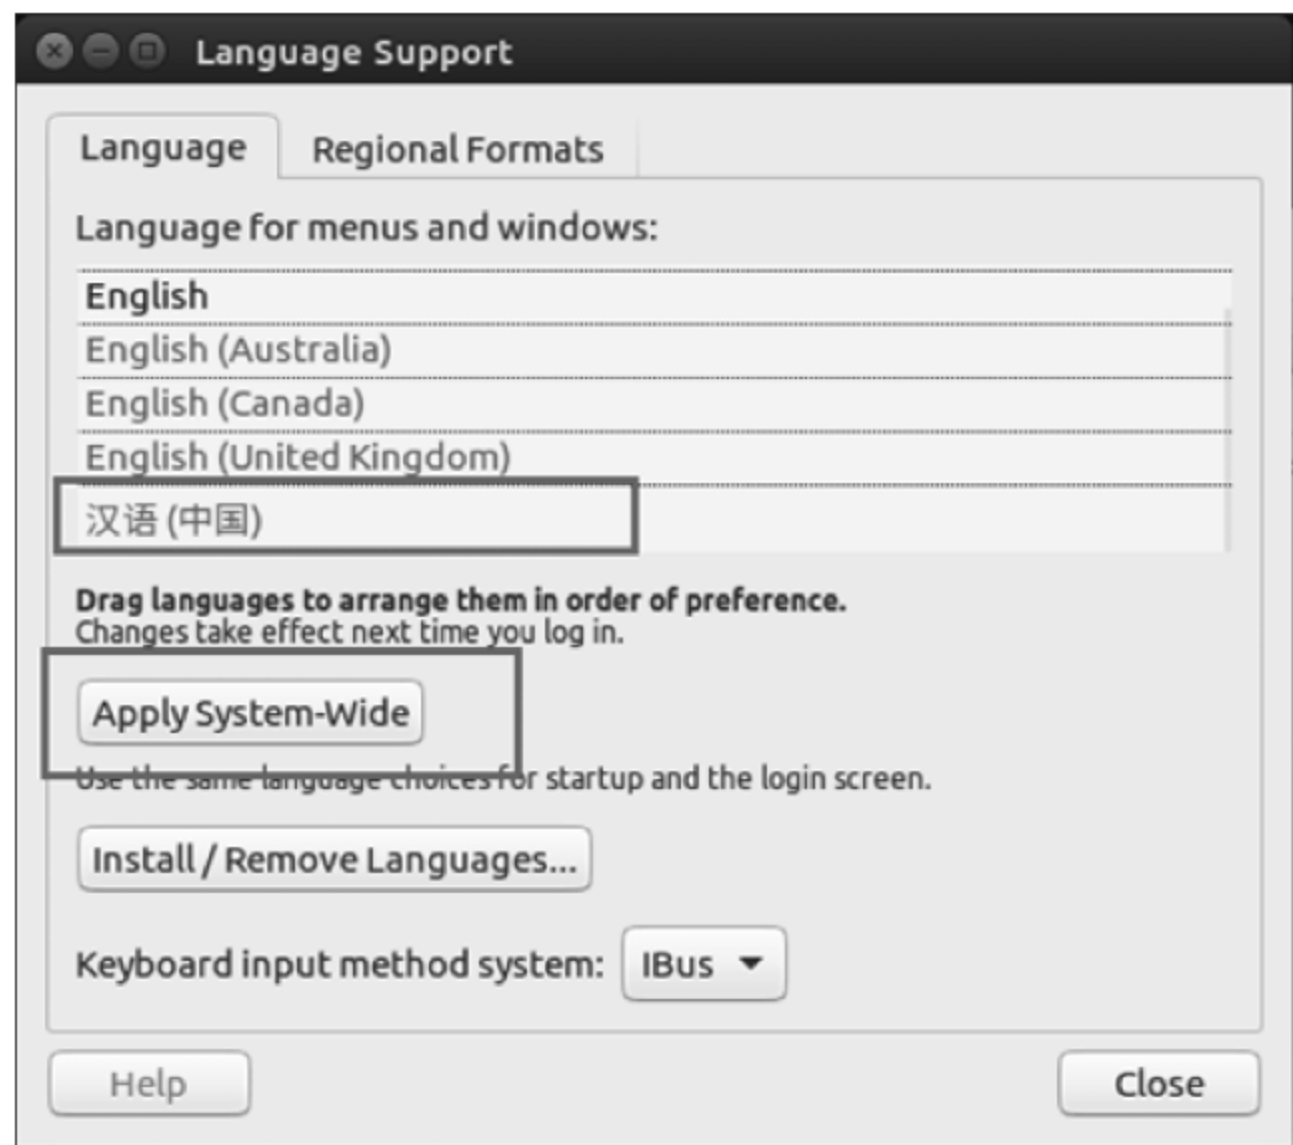 Language Support
Language Regional Formats
Language for menus and windows:
English
English (Australia)
English (Canada)
English (United Kingdom)
汉语 (中国)
Drag languages to arrange them in order of preference.
Changes take effect next time you log in.
Apply System-Wide
Use the same language choices for startup and the login screen.
Install / Remove Languages...
Keyboard input method system: IBus
Help Close